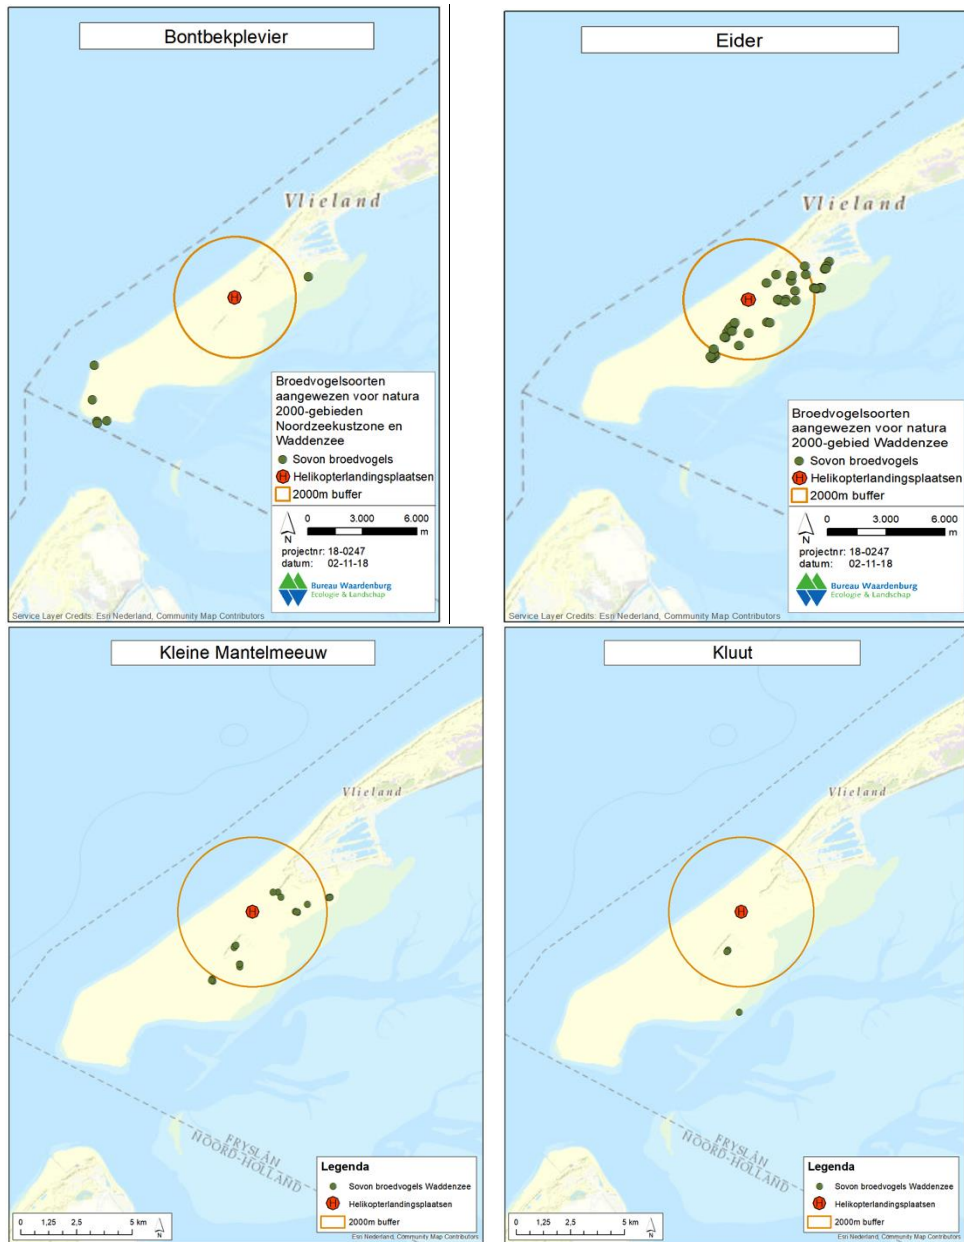 Bontbekplevier
Vlieland
Broedvogelsoorten
aangewezen voor natura
2000-gebieden
Noordzeekustzone en
Waddenzee
Sovon broedvogels
H Helikopterlandingsplaatsen
2000m buffer
N
0 3.000 6.000
m
projectnr: 18-0247
datum: 02-11-18
Bureau Waardenburg
Ecologie & Landschap
Service Layer Credits: Esri Nederland, Community Map Contributors
H
Eider
Vlieland
H
Broedvogelsoorten
aangewezen voor natura
2000-gebied Waddenzee
Sovon broedvogels
H Helikopterlandingsplaatsen
2000m buffer
N
0 3.000 6.000
m
projectnr: 18-0247
datum: 02-11-18
Bureau Waardenburg
Ecologie & Landschap
Service Layer Credits: Esri Nederland, Community Map Contributors
Kleine Mantelmeeuw
Vlieland
H
FRYSLÂN
NOORD-HOLLAND
Legenda
Sovon broedvogels Waddenzee
H Helikopterlandingsplaatsen
2000m buffer
0 1,25 2,5 5 km
N
Esri Nederland, Community Map Contributors
Kluut
Vlieland
H
FRYSLÂN
NOORD-HOLLAND
Legenda
Sovon broedvogels Waddenzee
H Helikopterlandingsplaatsen
2000m buffer
0 1,25 2,5 5 km
N
Esri Nederland, Community Map Contributors